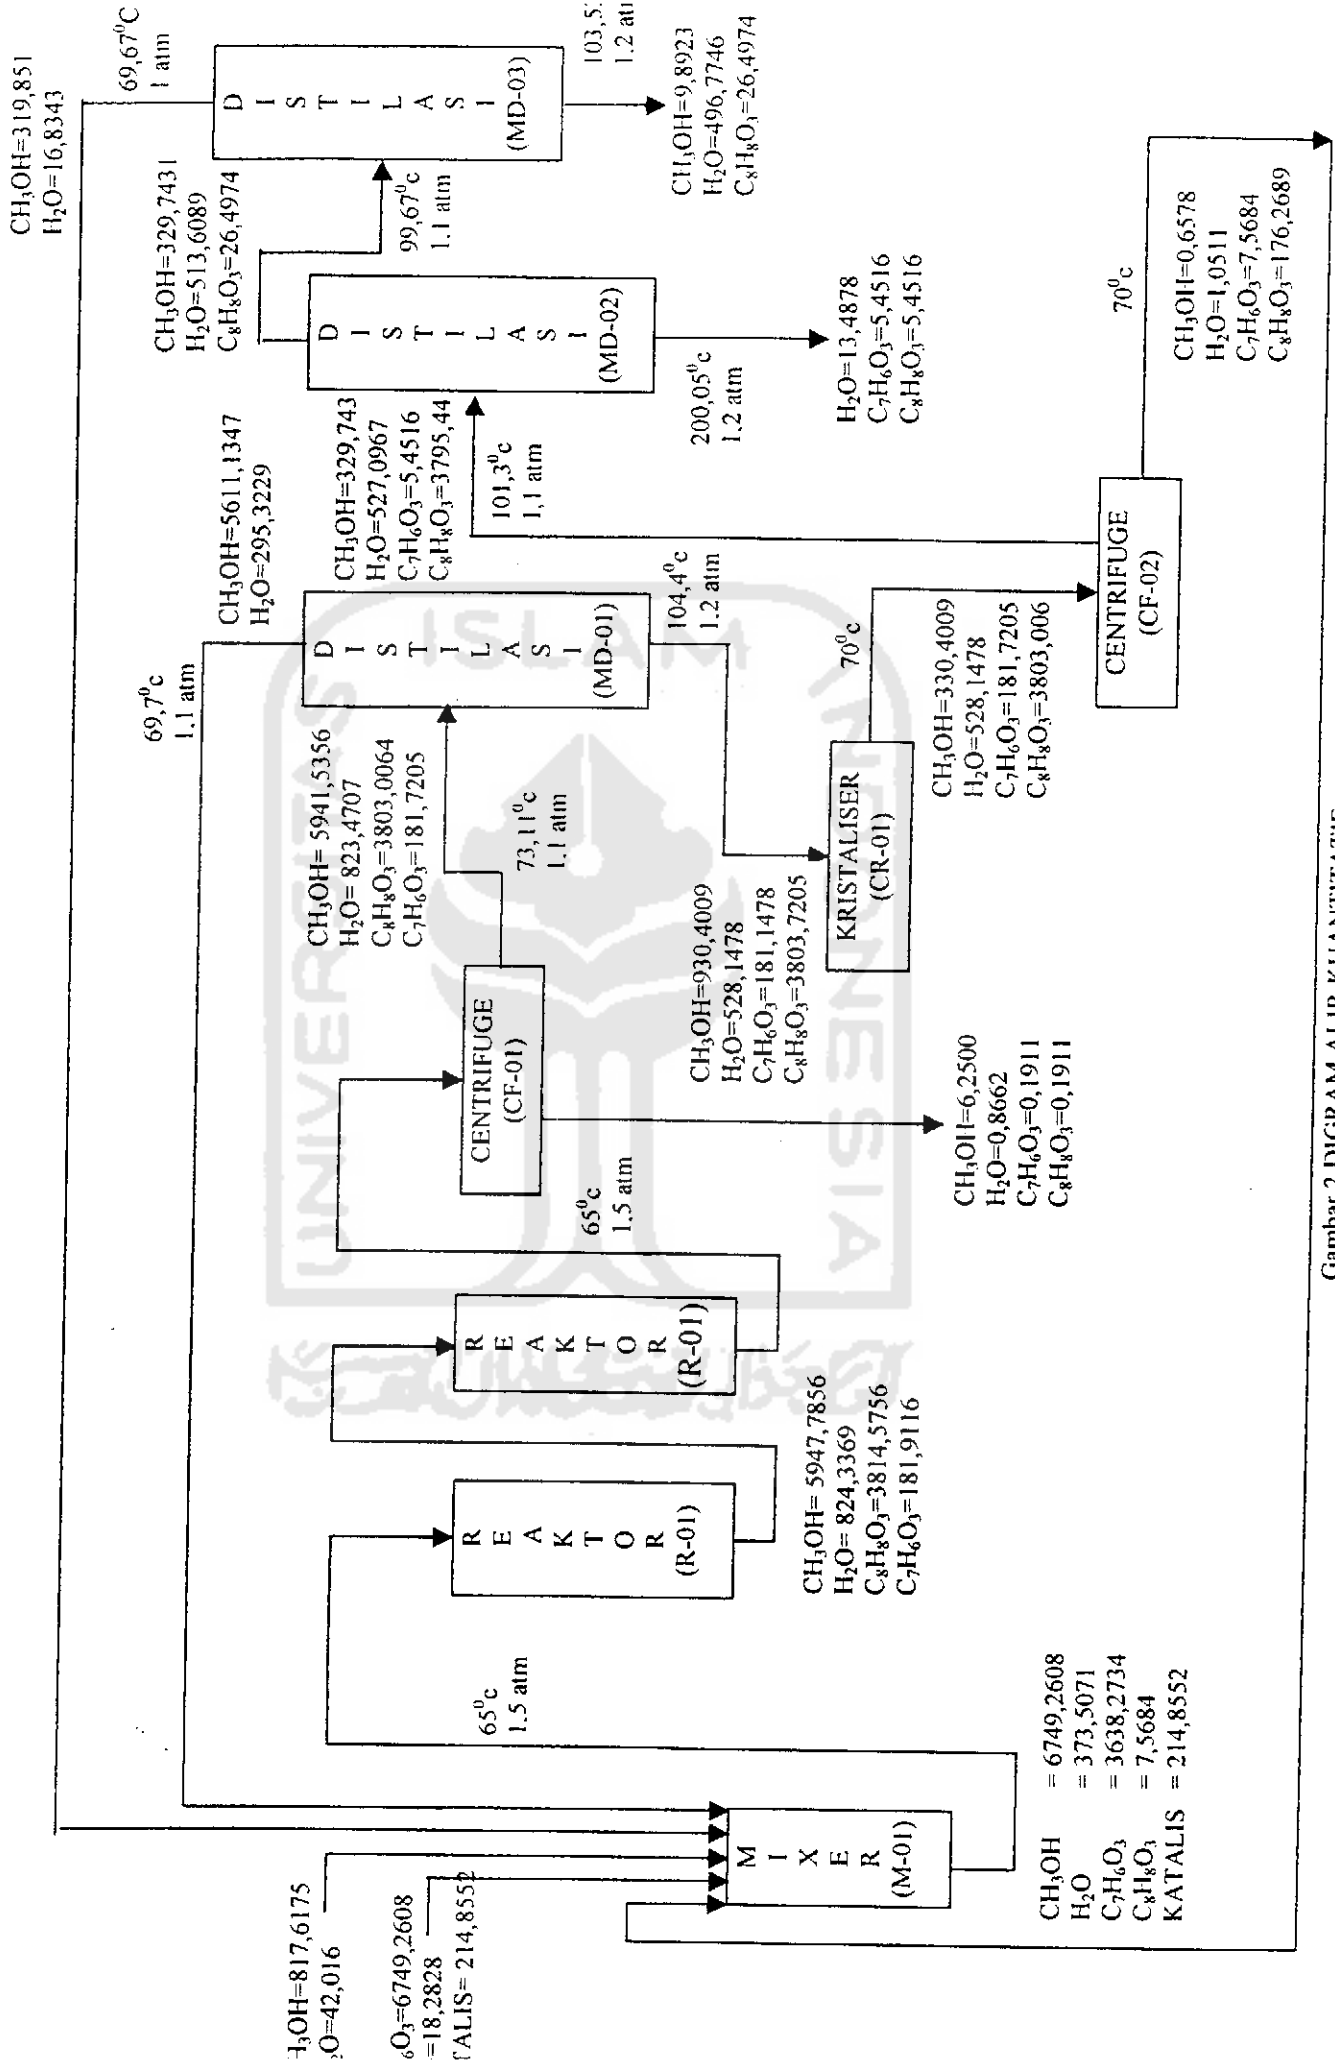 CH₃OH=319,851
H₂O=16,8343
69,67⁰C
1 atm
DISTILASI
(MD-03)
1.2 atm
CH₃OH=9,8923
H₂O=496,7746
C₈H₈O₃=26,4974
CH₃OH=329,7431
H₂O=513,6089
C₈H₈O₃=26,4974
99,67⁰c
1.1 atm
DISTILASI
(MD-02)
200,05⁰c
1.2 atm
H₂O=13,4878
C₇H₆O₃=5,4516
C₈H₈O₃=5,4516
CH₃OH=329,743
H₂O=527,0967
C₇H₆O₃=5,4516
C₈H₈O₃=3795,44
101,3⁰c
1,1 atm
CH₃OH=5611,1347
H₂O=295,3229
69,7⁰c
1.1 atm
DISTILASI
(MD-01)
104,4⁰c
1.2 atm
CH₃OH= 5941,5356
H₂O= 823,4707
C₈H₈O₃=3803,0064
C₇H₆O₃=181,7205
73,11⁰c
1.1 atm
CENTRIFUGE
(CF-01)
CH₃OH=6,2500
H₂O=0,8662
C₇H₆O₃=0,1911
C₈H₈O₃=0,1911
CH₃OH=930,4009
H₂O=528,1478
C₇H₆O₃=181,1478
C₈H₈O₃=3803,7205
KRISTALISER
(CR-01)
70⁰c
CH₃OH=330,4009
H₂O=528,1478
C₇H₆O₃=181,7205
C₈H₈O₃=3803,006
CENTRIFUGE
(CF-02)
70⁰c
CH₃OH=0,6578
H₂O=1,0511
C₇H₆O₃=7,5684
C₈H₈O₃=176,2689
65⁰c
1.5 atm
REAKTOR
(R-01)
REAKTOR
(R-01)
CH₃OH= 5947,7856
H₂O= 824,3369
C₈H₈O₃=3814,5756
C₇H₆O₃=181,9116
65⁰c
1.5 atm
MIXER
(M-01)
CH₃OH = 6749,2608
H₂O = 373,5071
C₇H₆O₃ = 3638,2734
C₈H₈O₃ = 7,5684
KATALIS = 214,8552
H₃OH=817,6175
₂O=42,016
₆O₃=6749,2608
=18,2828
TALIS= 214,8552
Gambar 2 DIGRAM ALIR KUANTITATIF
UNIVERSITAS
ISLAM
INDONESIA